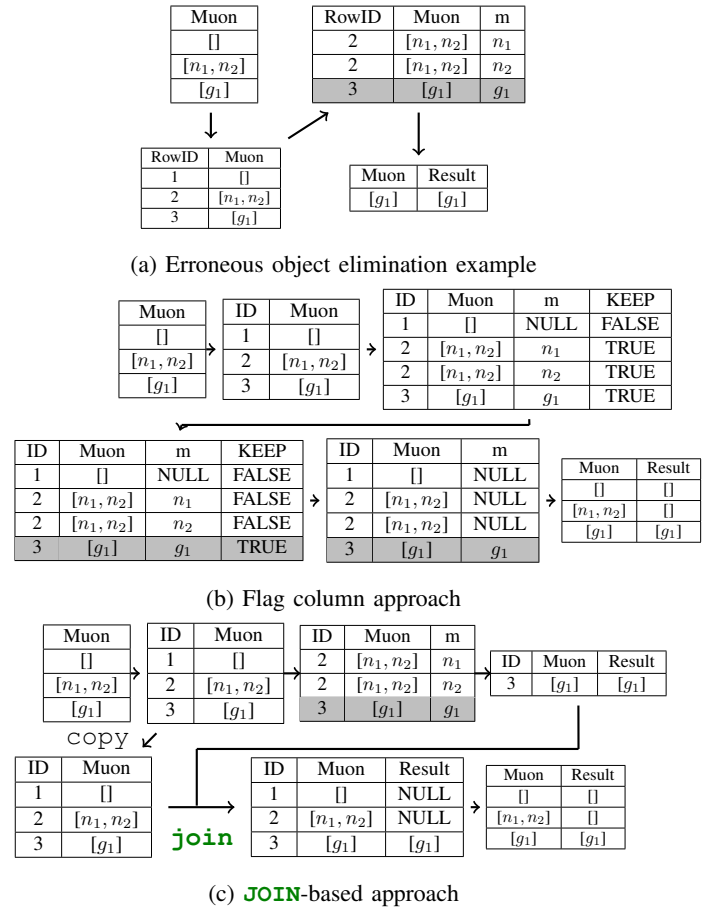 Muon
[]
[n₁, n₂]
[g₁]
RowID Muon m
2 [n₁, n₂] n₁
2 [n₁, n₂] n₂
3 [g₁] g₁
RowID Muon
1 []
2 [n₁, n₂]
3 [g₁]
Muon Result
[g₁] [g₁]
(a) Erroneous object elimination example
Muon
[]
[n₁, n₂]
[g₁]
ID Muon
1 []
2 [n₁, n₂]
3 [g₁]
ID Muon m KEEP
1 [] NULL FALSE
2 [n₁, n₂] n₁ TRUE
2 [n₁, n₂] n₂ TRUE
3 [g₁] g₁ TRUE
ID Muon m KEEP
1 [] NULL FALSE
2 [n₁, n₂] n₁ FALSE
2 [n₁, n₂] n₂ FALSE
3 [g₁] g₁ TRUE
ID Muon m
1 [] NULL
2 [n₁, n₂] NULL
2 [n₁, n₂] NULL
3 [g₁] g₁
Muon Result
[] []
[n₁, n₂] []
[g₁] [g₁]
(b) Flag column approach
Muon
[]
[n₁, n₂]
[g₁]
ID Muon
1 []
2 [n₁, n₂]
3 [g₁]
ID Muon m
2 [n₁, n₂] n₁
2 [n₁, n₂] n₂
3 [g₁] g₁
ID Muon Result
3 [g₁] [g₁]
copy
ID Muon
1 []
2 [n₁, n₂]
3 [g₁]
join
ID Muon Result
1 [] NULL
2 [n₁, n₂] NULL
3 [g₁] [g₁]
Muon Result
[] []
[n₁, n₂] []
[g₁] [g₁]
(c) JOIN-based approach